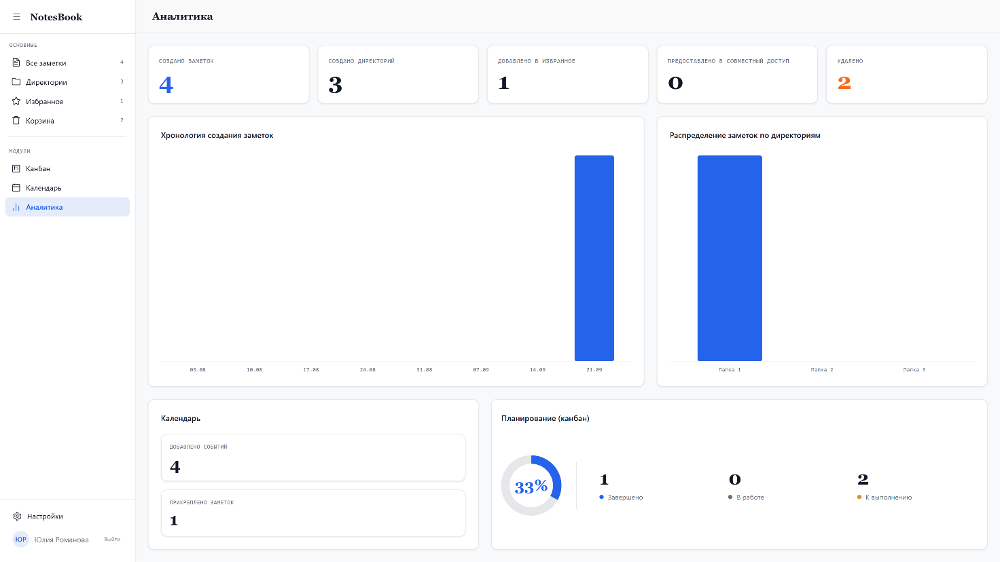 NotesBook
ОСНОВНЫЕ
Все заметки 4
Директории 3
Избранное 1
Корзина 2
МОДУЛИ
Канбан
Календарь
Аналитика
Настройки
ЮР Юлия Романова Выйти
Аналитика
СОЗДАНО ЗАМЕТОК
4
СОЗДАНО ДИРЕКТОРИЙ
3
ДОБАВЛЕНО В ИЗБРАННОЕ
1
ПРЕДОСТАВЛЕНО В СОВМЕСТНЫЙ ДОСТУП
0
УДАЛЕНО
2
Хронология создания заметок
03.08 10.08 17.08 24.08 31.08 07.09 14.09 21.09
Распределение заметок по директориям
Папка 1 Папка 2 Папка 3
Календарь
ДОБАВЛЕНО СОБЫТИЙ
4
ПРИКРЕПЛЕНО ЗАМЕТОК
1
Планирование (канбан)
33%
1 0 2
Завершено В работе К выполнению